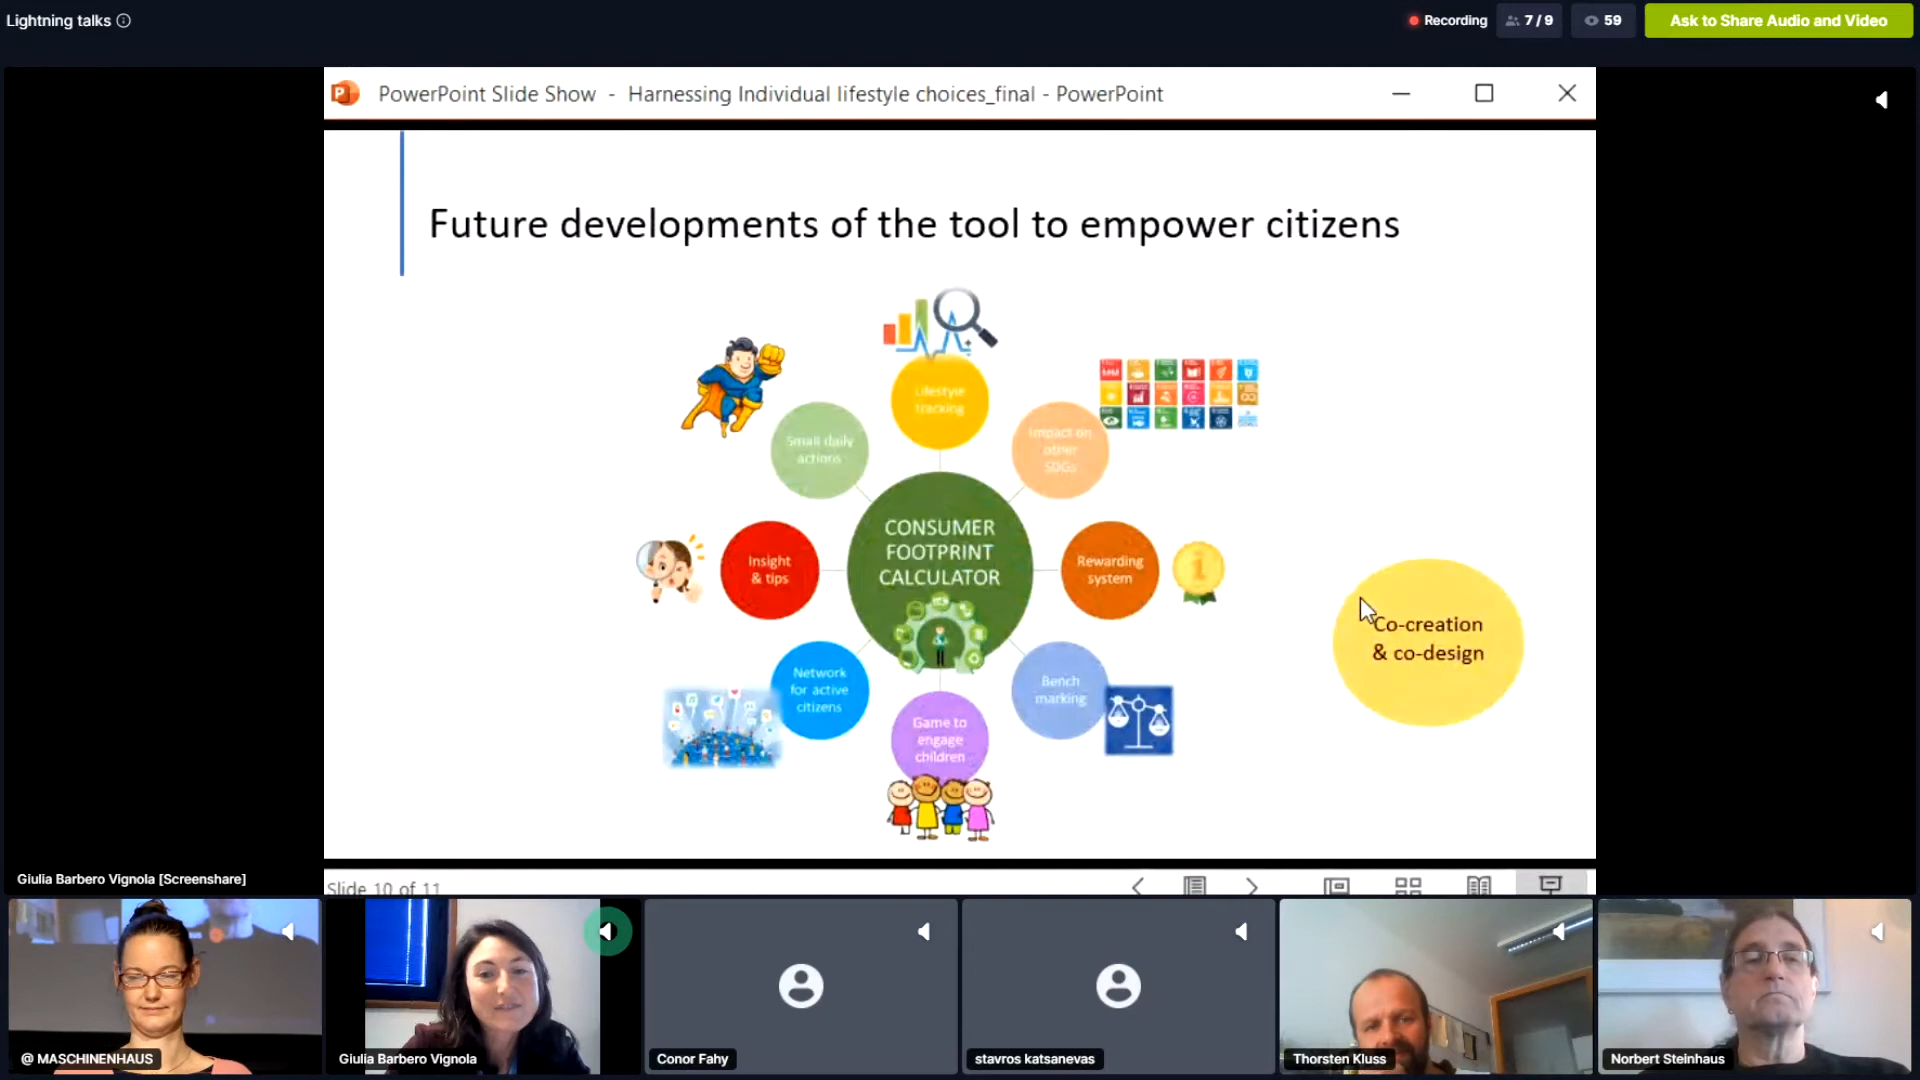 Lightning talks
Recording
7 / 9
59
Ask to Share Audio and Video
PowerPoint Slide Show - Harnessing Individual lifestyle choices_final - PowerPoint
Future developments of the tool to empower citizens
Lifestyle
tracking
Small daily
actions
Impact on
other
SDGs
CONSUMER
FOOTPRINT
CALCULATOR
Insight
& tips
Rewarding
system
Co-creation
& co-design
Network
for active
citizens
Bench
marking
Game to
engage
children
Giulia Barbero Vignola [Screenshare]
Slide 10 of 11
@ MASCHINENHAUS
Giulia Barbero Vignola
Conor Fahy
stavros katsanevas
Thorsten Kluss
Norbert Steinhaus